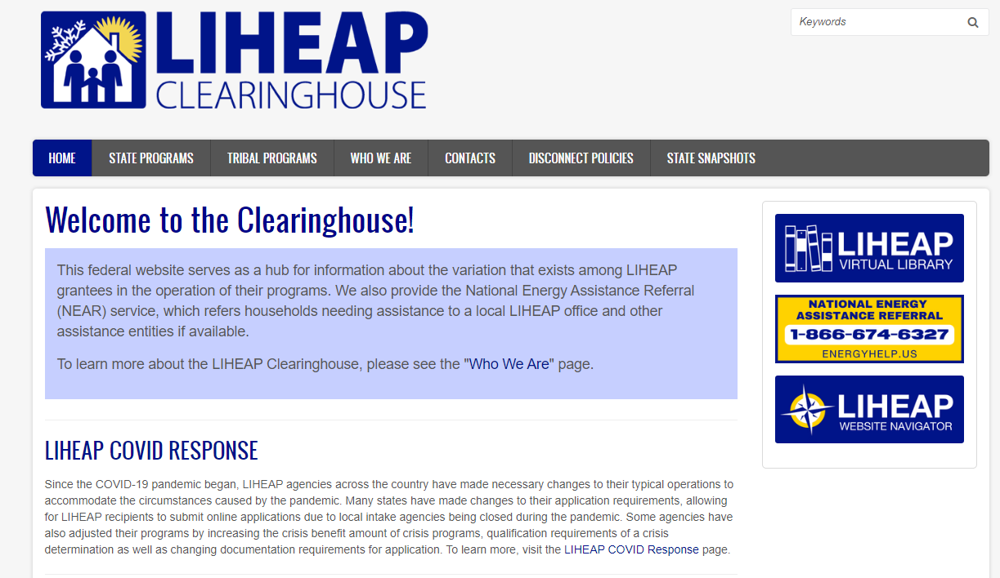 LIHEAP
CLEARINGHOUSE
Keywords
HOME
STATE PROGRAMS
TRIBAL PROGRAMS
WHO WE ARE
CONTACTS
DISCONNECT POLICIES
STATE SNAPSHOTS
Welcome to the Clearinghouse!
This federal website serves as a hub for information about the variation that exists among LIHEAP
grantees in the operation of their programs. We also provide the National Energy Assistance Referral
(NEAR) service, which refers households needing assistance to a local LIHEAP office and other
assistance entities if available.
To learn more about the LIHEAP Clearinghouse, please see the "Who We Are" page.
LIHEAP COVID RESPONSE
Since the COVID-19 pandemic began, LIHEAP agencies across the country have made necessary changes to their typical operations to
accommodate the circumstances caused by the pandemic. Many states have made changes to their application requirements, allowing
for LIHEAP recipients to submit online applications due to local intake agencies being closed during the pandemic. Some agencies have
also adjusted their programs by increasing the crisis benefit amount of crisis programs, qualification requirements of a crisis
determination as well as changing documentation requirements for application. To learn more, visit the LIHEAP COVID Response page.
LIHEAP
VIRTUAL LIBRARY
NATIONAL ENERGY
ASSISTANCE REFERRAL
1-866-674-6327
ENERGYHELP.US
LIHEAP
WEBSITE NAVIGATOR